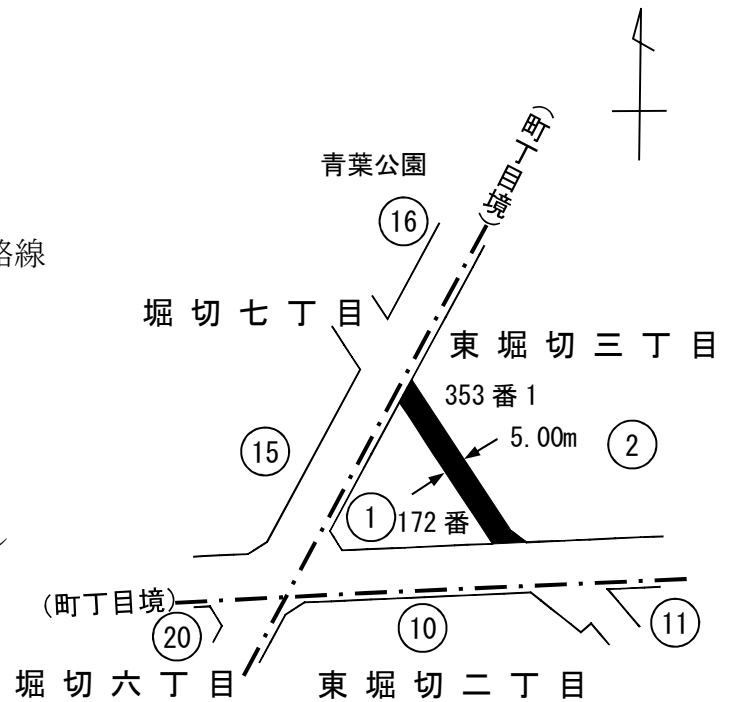 (町丁目境)
青葉公園
16
路線
堀切七丁目
東堀切三丁目
353番1
5.00m
15
2
1
172番
(町丁目境)
20
10
11
堀切六丁目
東堀切二丁目